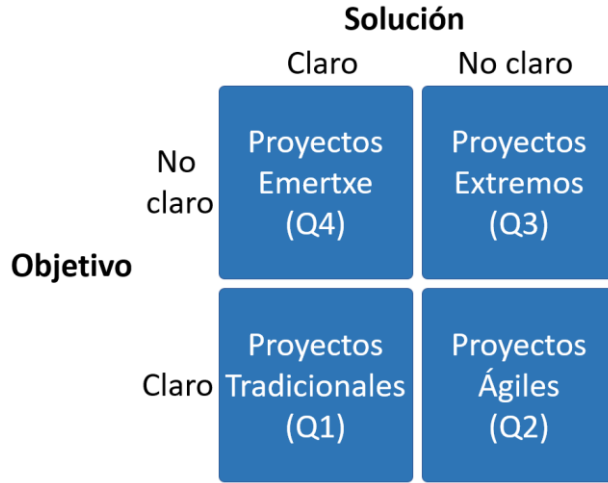 Solución
Claro
No claro
No
claro
Proyectos
Emertxe
(Q4)
Proyectos
Extremos
(Q3)
Objetivo
Claro
Proyectos
Tradicionales
(Q1)
Proyectos
Ágiles
(Q2)